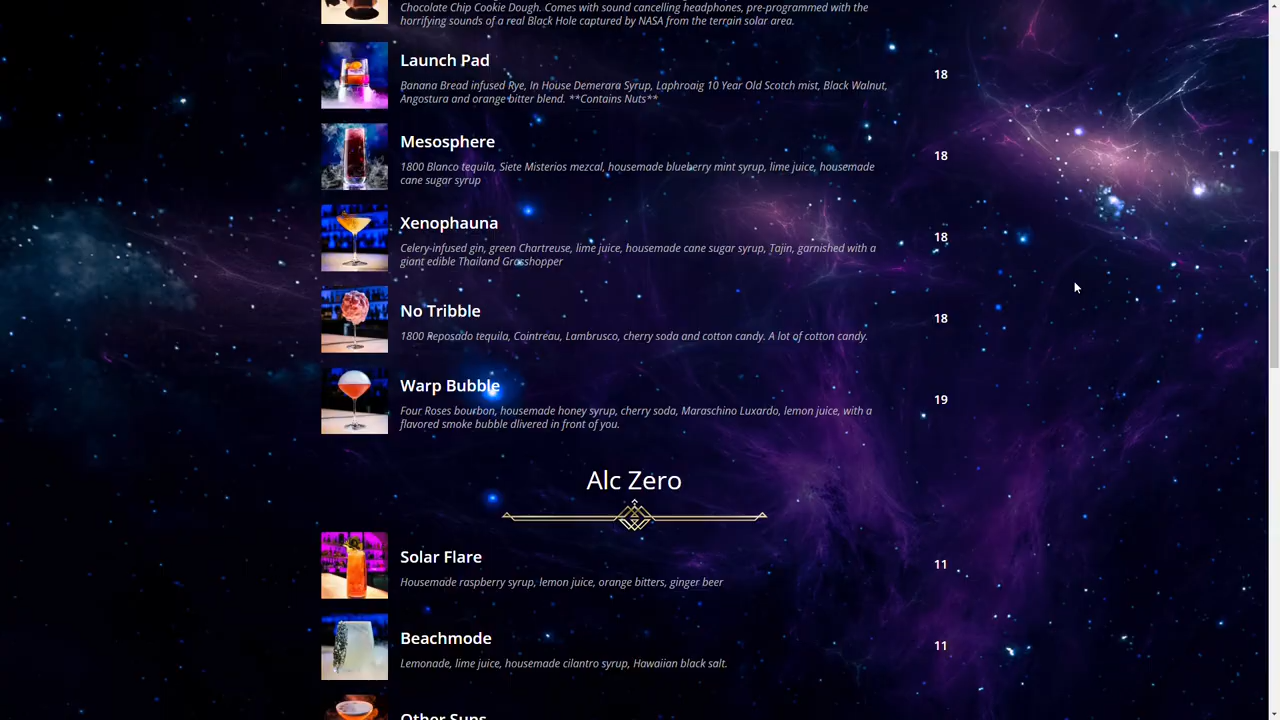 Chocolate Chip Cookie Dough. Comes with sound cancelling headphones, pre-programmed with the
horrifying sounds of a real Black Hole captured by NASA from the terrain solar area.
Launch Pad
18
Banana Bread infused Rye, In House Demerara Syrup, Laphroaig 10 Year Old Scotch mist, Black Walnut,
Angostura and orange bitter blend. **Contains Nuts**
Mesosphere
18
1800 Blanco tequila, Siete Misterios mezcal, housemade blueberry mint syrup, lime juice, housemade
cane sugar syrup
Xenophauna
18
Celery-infused gin, green Chartreuse, lime juice, housemade cane sugar syrup, Tajin, garnished with a
giant edible Thailand Grasshopper
No Tribble
18
1800 Reposado tequila, Cointreau, Lambrusco, cherry soda and cotton candy. A lot of cotton candy.
Warp Bubble
19
Four Roses bourbon, housemade honey syrup, cherry soda, Maraschino Luxardo, lemon juice, with a
flavored smoke bubble dlivered in front of you.
Alc Zero
Solar Flare
11
Housemade raspberry syrup, lemon juice, orange bitters, ginger beer
Beachmode
11
Lemonade, lime juice, housemade cilantro syrup, Hawaiian black salt.
Other Suns